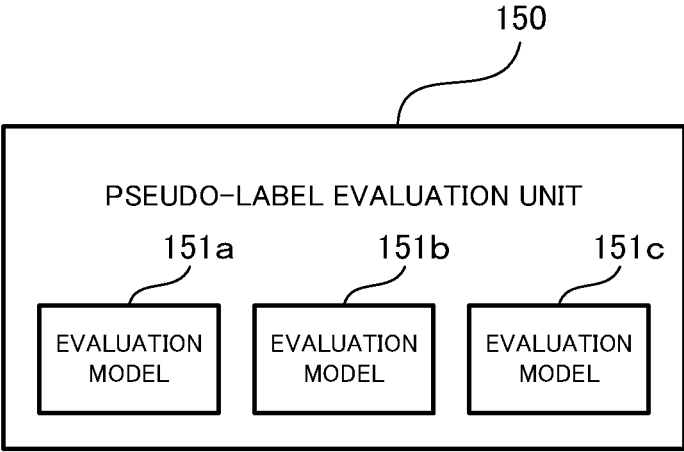 150
PSEUDO-LABEL EVALUATION UNIT
151a 151b 151c
EVALUATION EVALUATION EVALUATION
MODEL MODEL MODEL